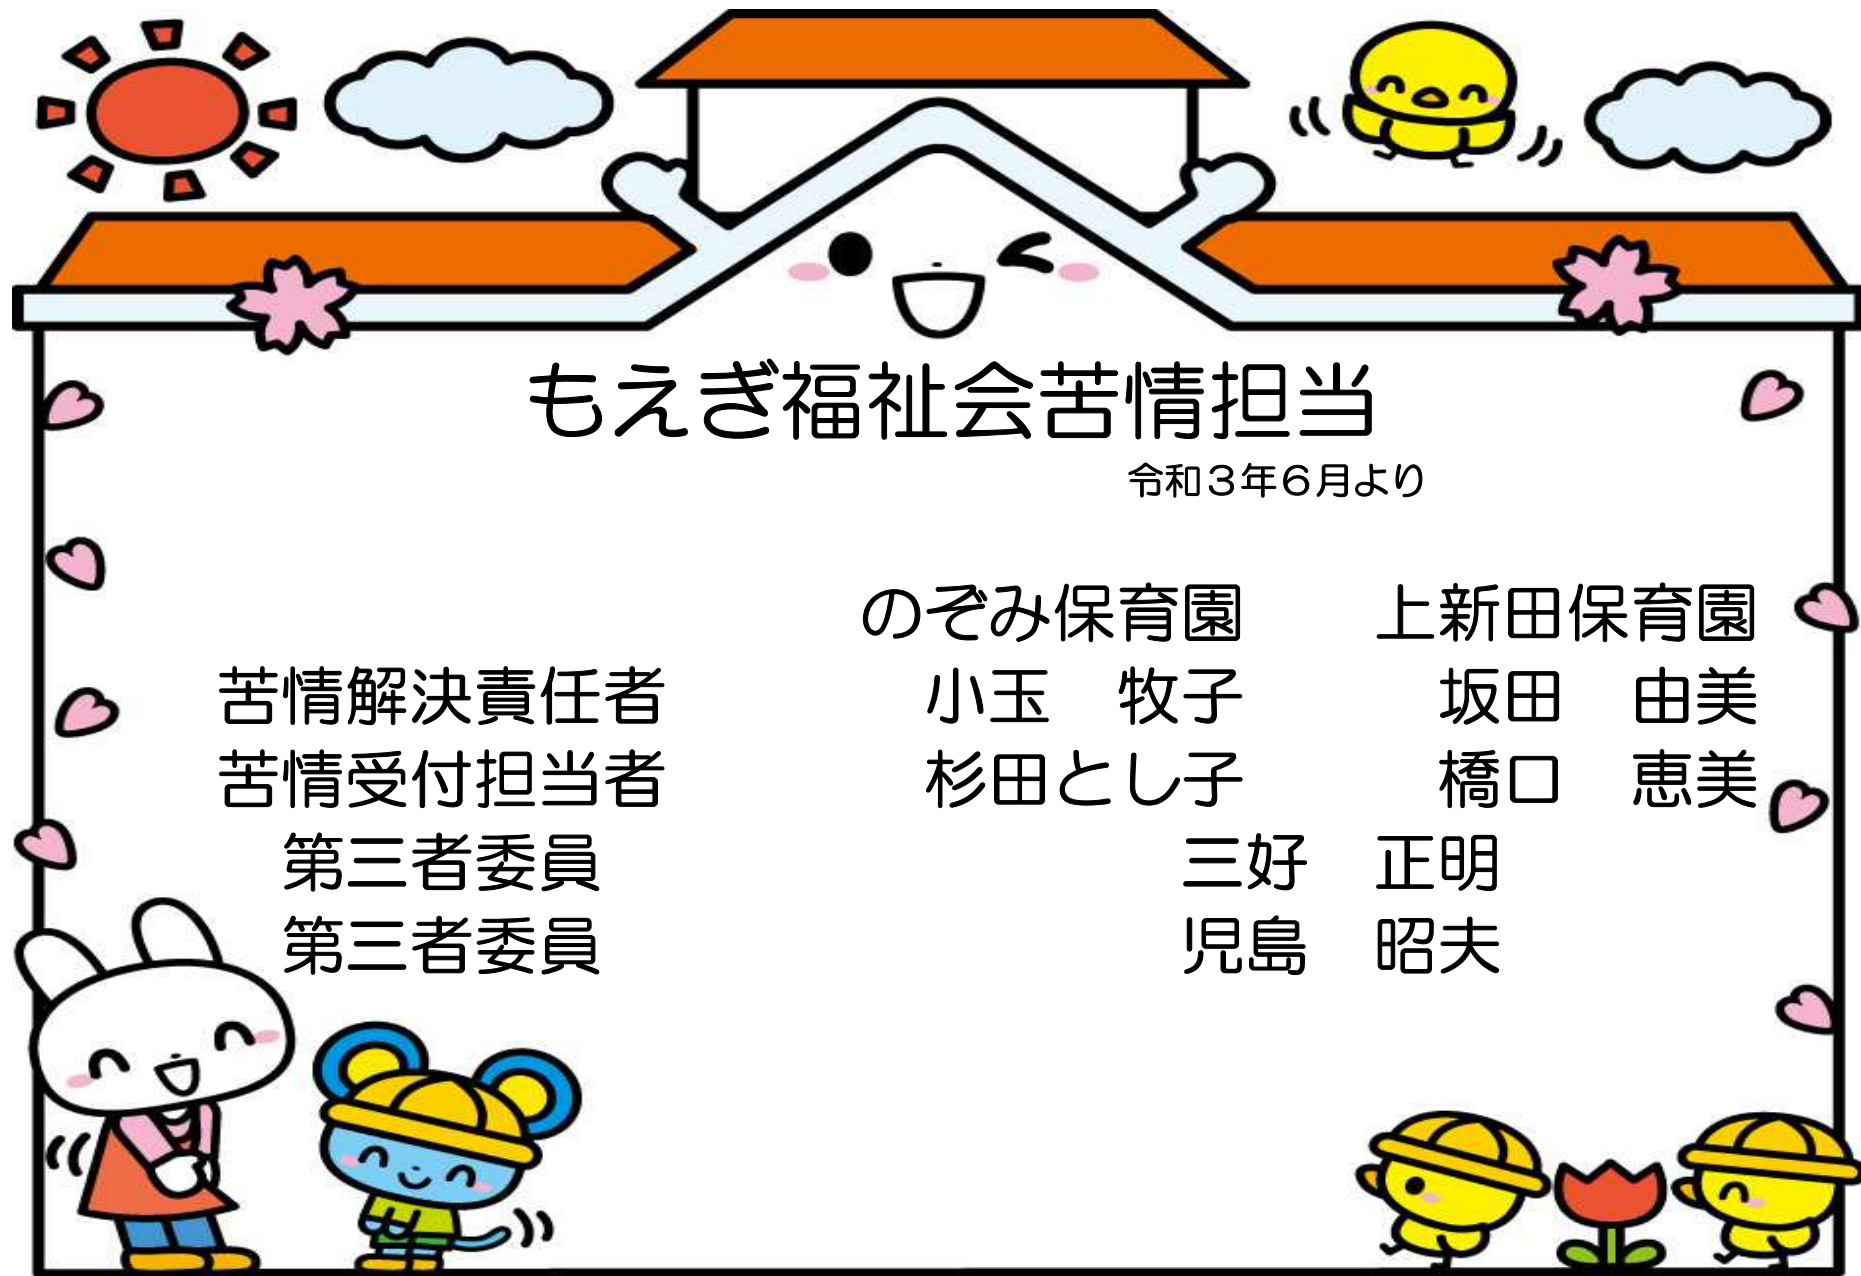 もえぎ福祉会苦情担当
令和３年６月より
のぞみ保育園　上新田保育園
苦情解決責任者　小玉　牧子　坂田　由美
苦情受付担当者　杉田とし子　橋口　恵美
第三者委員　三好　正明
第三者委員　児島　昭夫